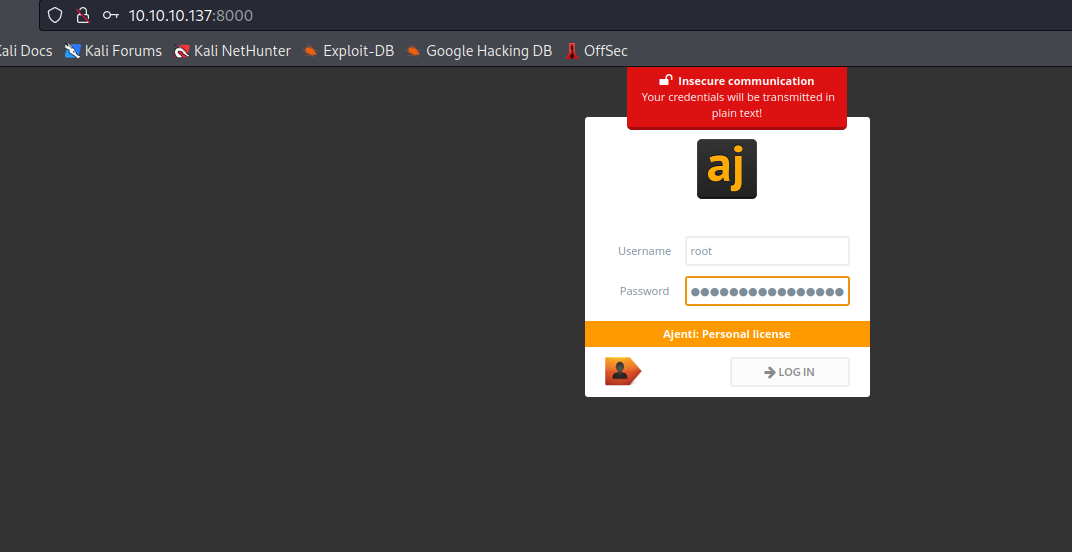 10.10.10.137:8000
ali Docs Kali Forums Kali NetHunter Exploit-DB Google Hacking DB OffSec
Insecure communication
Your credentials will be transmitted in
plain text!
aj
Username root
Password ●●●●●●●●●●●●●●●●
Ajenti: Personal license
LOG IN